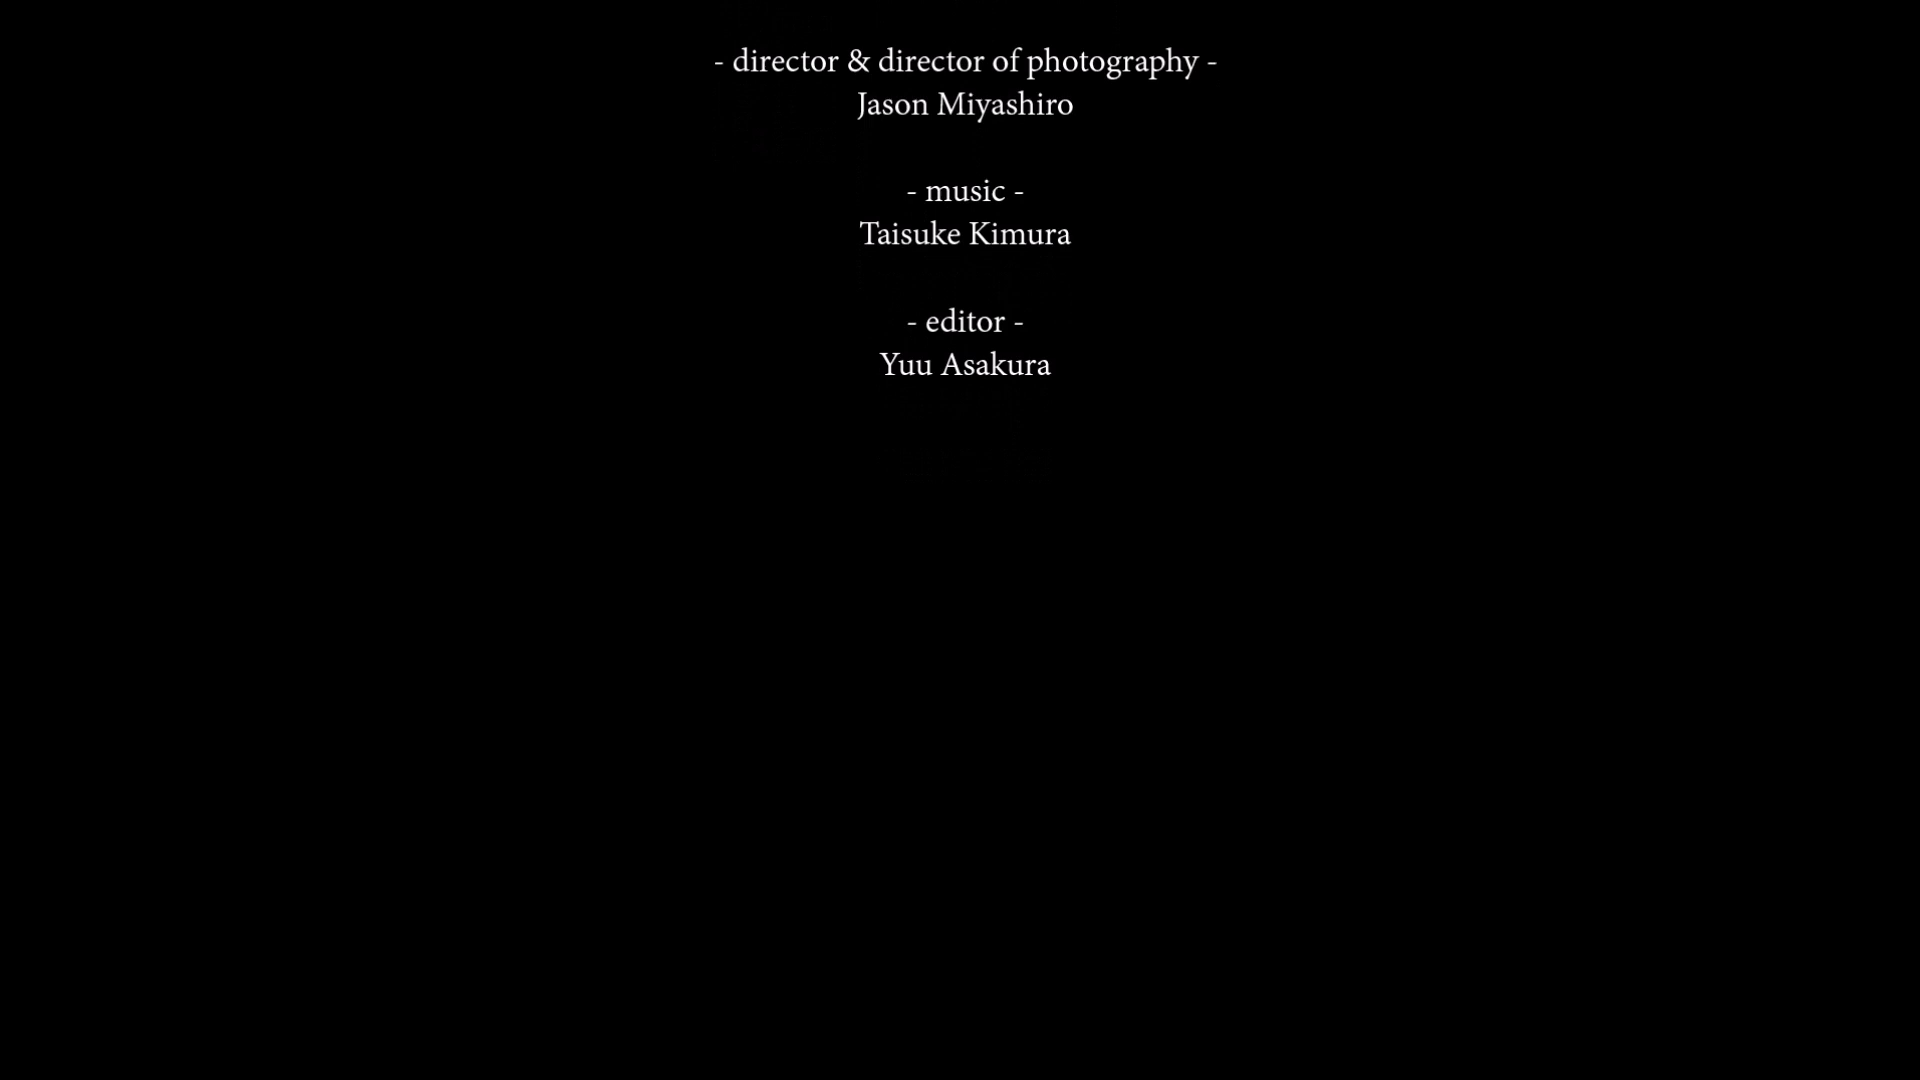 - director & director of photography -
Jason Miyashiro
- music -
Taisuke Kimura
- editor -
Yuu Asakura